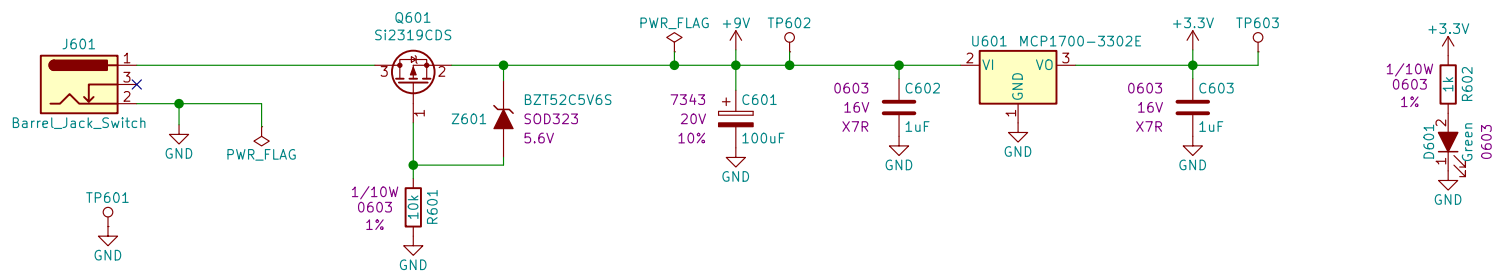 J601
Barrel_Jack_Switch
1
3
2
GND
PWR_FLAG
TP601
GND
Q601
Si2319CDS
3
2
1
1/10W
0603
1%
10k
R601
GND
Z601
BZT52C5V6S
SOD323
5.6V
PWR_FLAG
+9V
TP602
7343
20V
10%
C601
+
100uF
GND
0603
16V
X7R
C602
1uF
GND
U601 MCP1700-3302E
2
VI
VO
3
GND
1
GND
+3.3V
TP603
0603
16V
X7R
C603
1uF
GND
+3.3V
1/10W
0603
1%
1k
R602
2
1
D601
Green
0603
GND